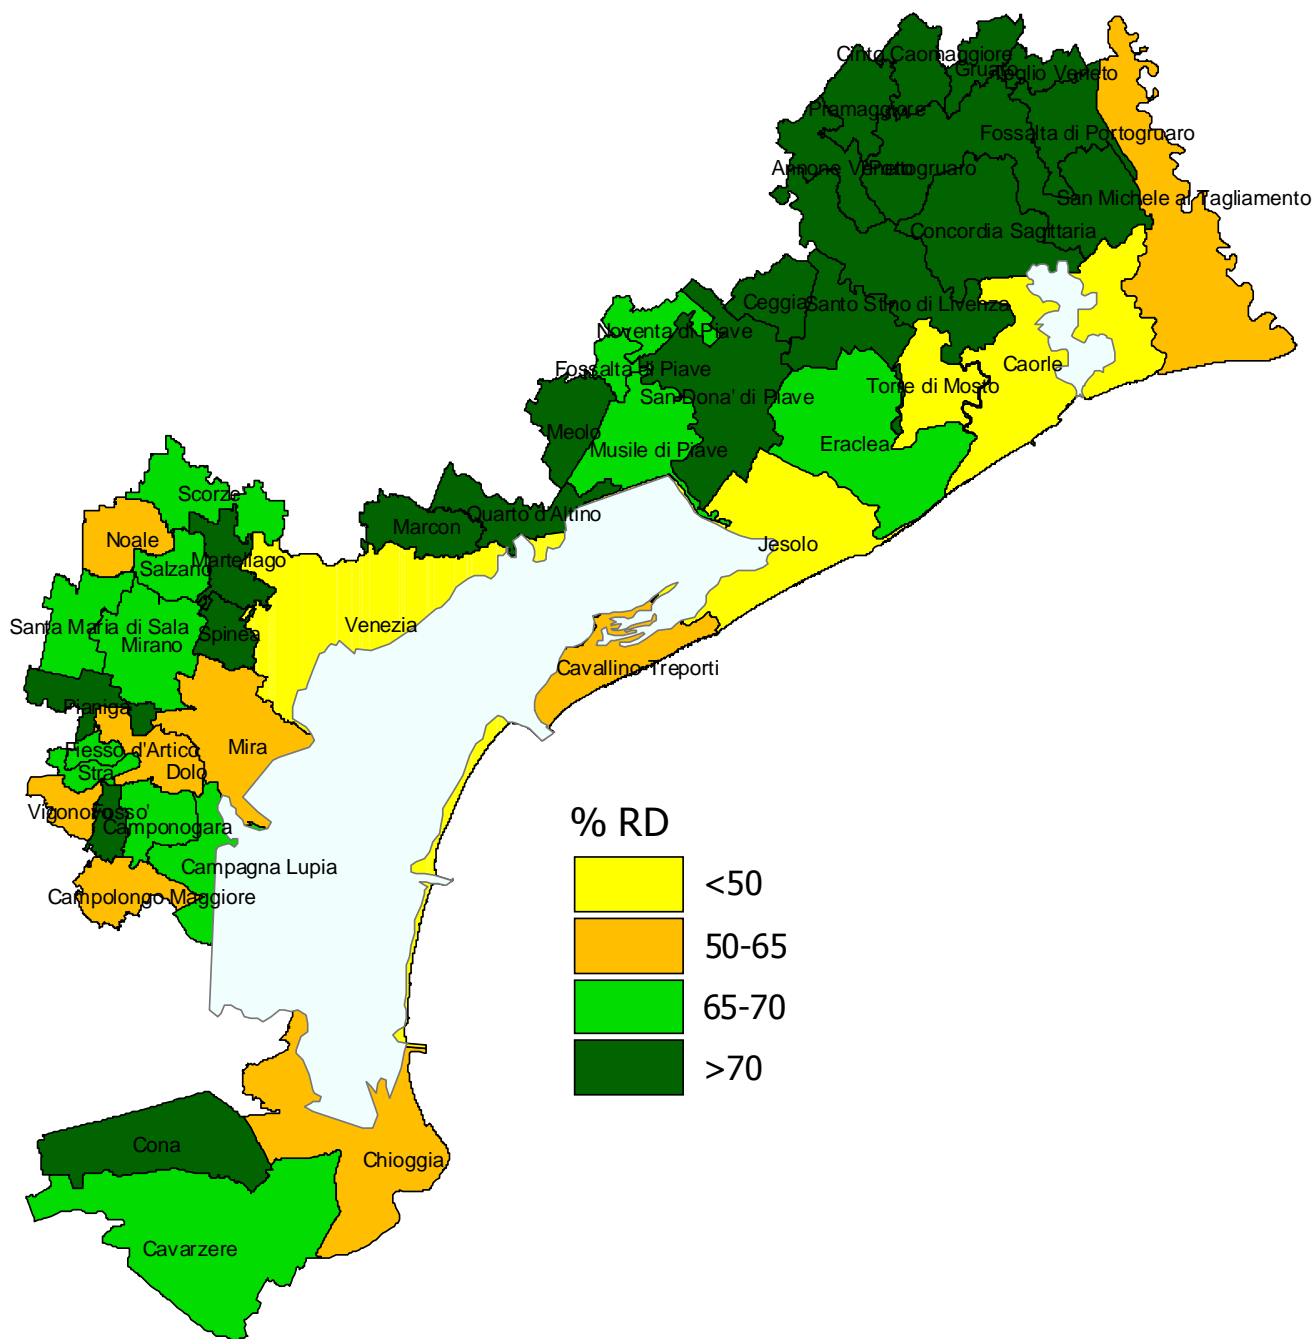 Cinto Caomaggiore
Gruaro
Teglio Veneto
Pramaggiore
Fossalta di Portogruaro
Annone Veneto
Portogruaro
San Michele al Tagliamento
Concordia Sagittaria
Ceggia
Santo Stino di Livenza
Noventa di Piave
Caorle
Fossalta di Piave
Torre di Mosto
San Dona' di Piave
Meolo
Eraclea
Musile di Piave
Scorze'
Quarto d'Altino
Marcon
Noale
Jesolo
Martellago
Salzano
Venezia
Santa Maria di Sala
Spinea
Mirano
Cavallino-Treporti
Pianiga
Mira
Fiesso d'Artico
Stra
Dolo
Vigonovo
Fosso'
Camponogara
Campagna Lupia
Campolongo Maggiore
% RD
<50
50-65
65-70
>70
Cona
Chioggia
Cavarzere